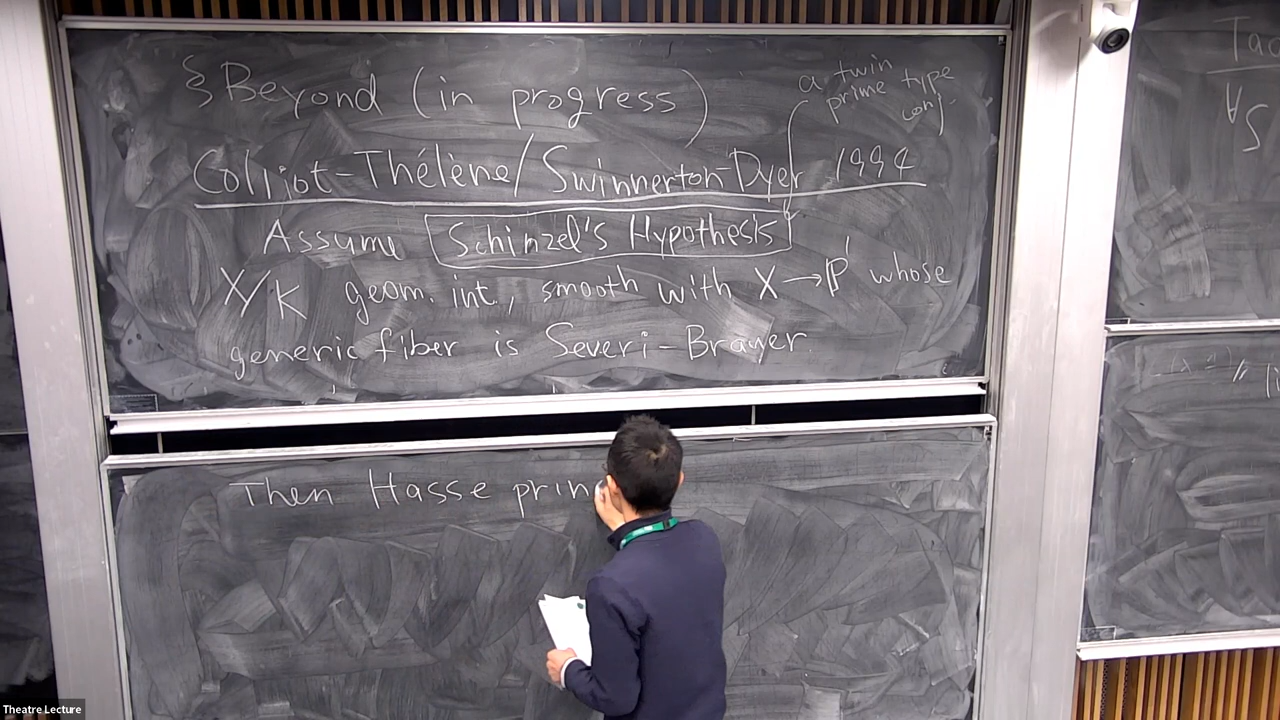 § Beyond (in progress)
a twin
prime type
conj.
Colliot-Thélène/Swinnerton-Dyer 1994
Assume Schinzel's Hypothesis
X/K geom. int., smooth with X→ℙ¹ whose
generic fiber is Severi-Brauer.
Then Hasse prin
Theatre Lecture